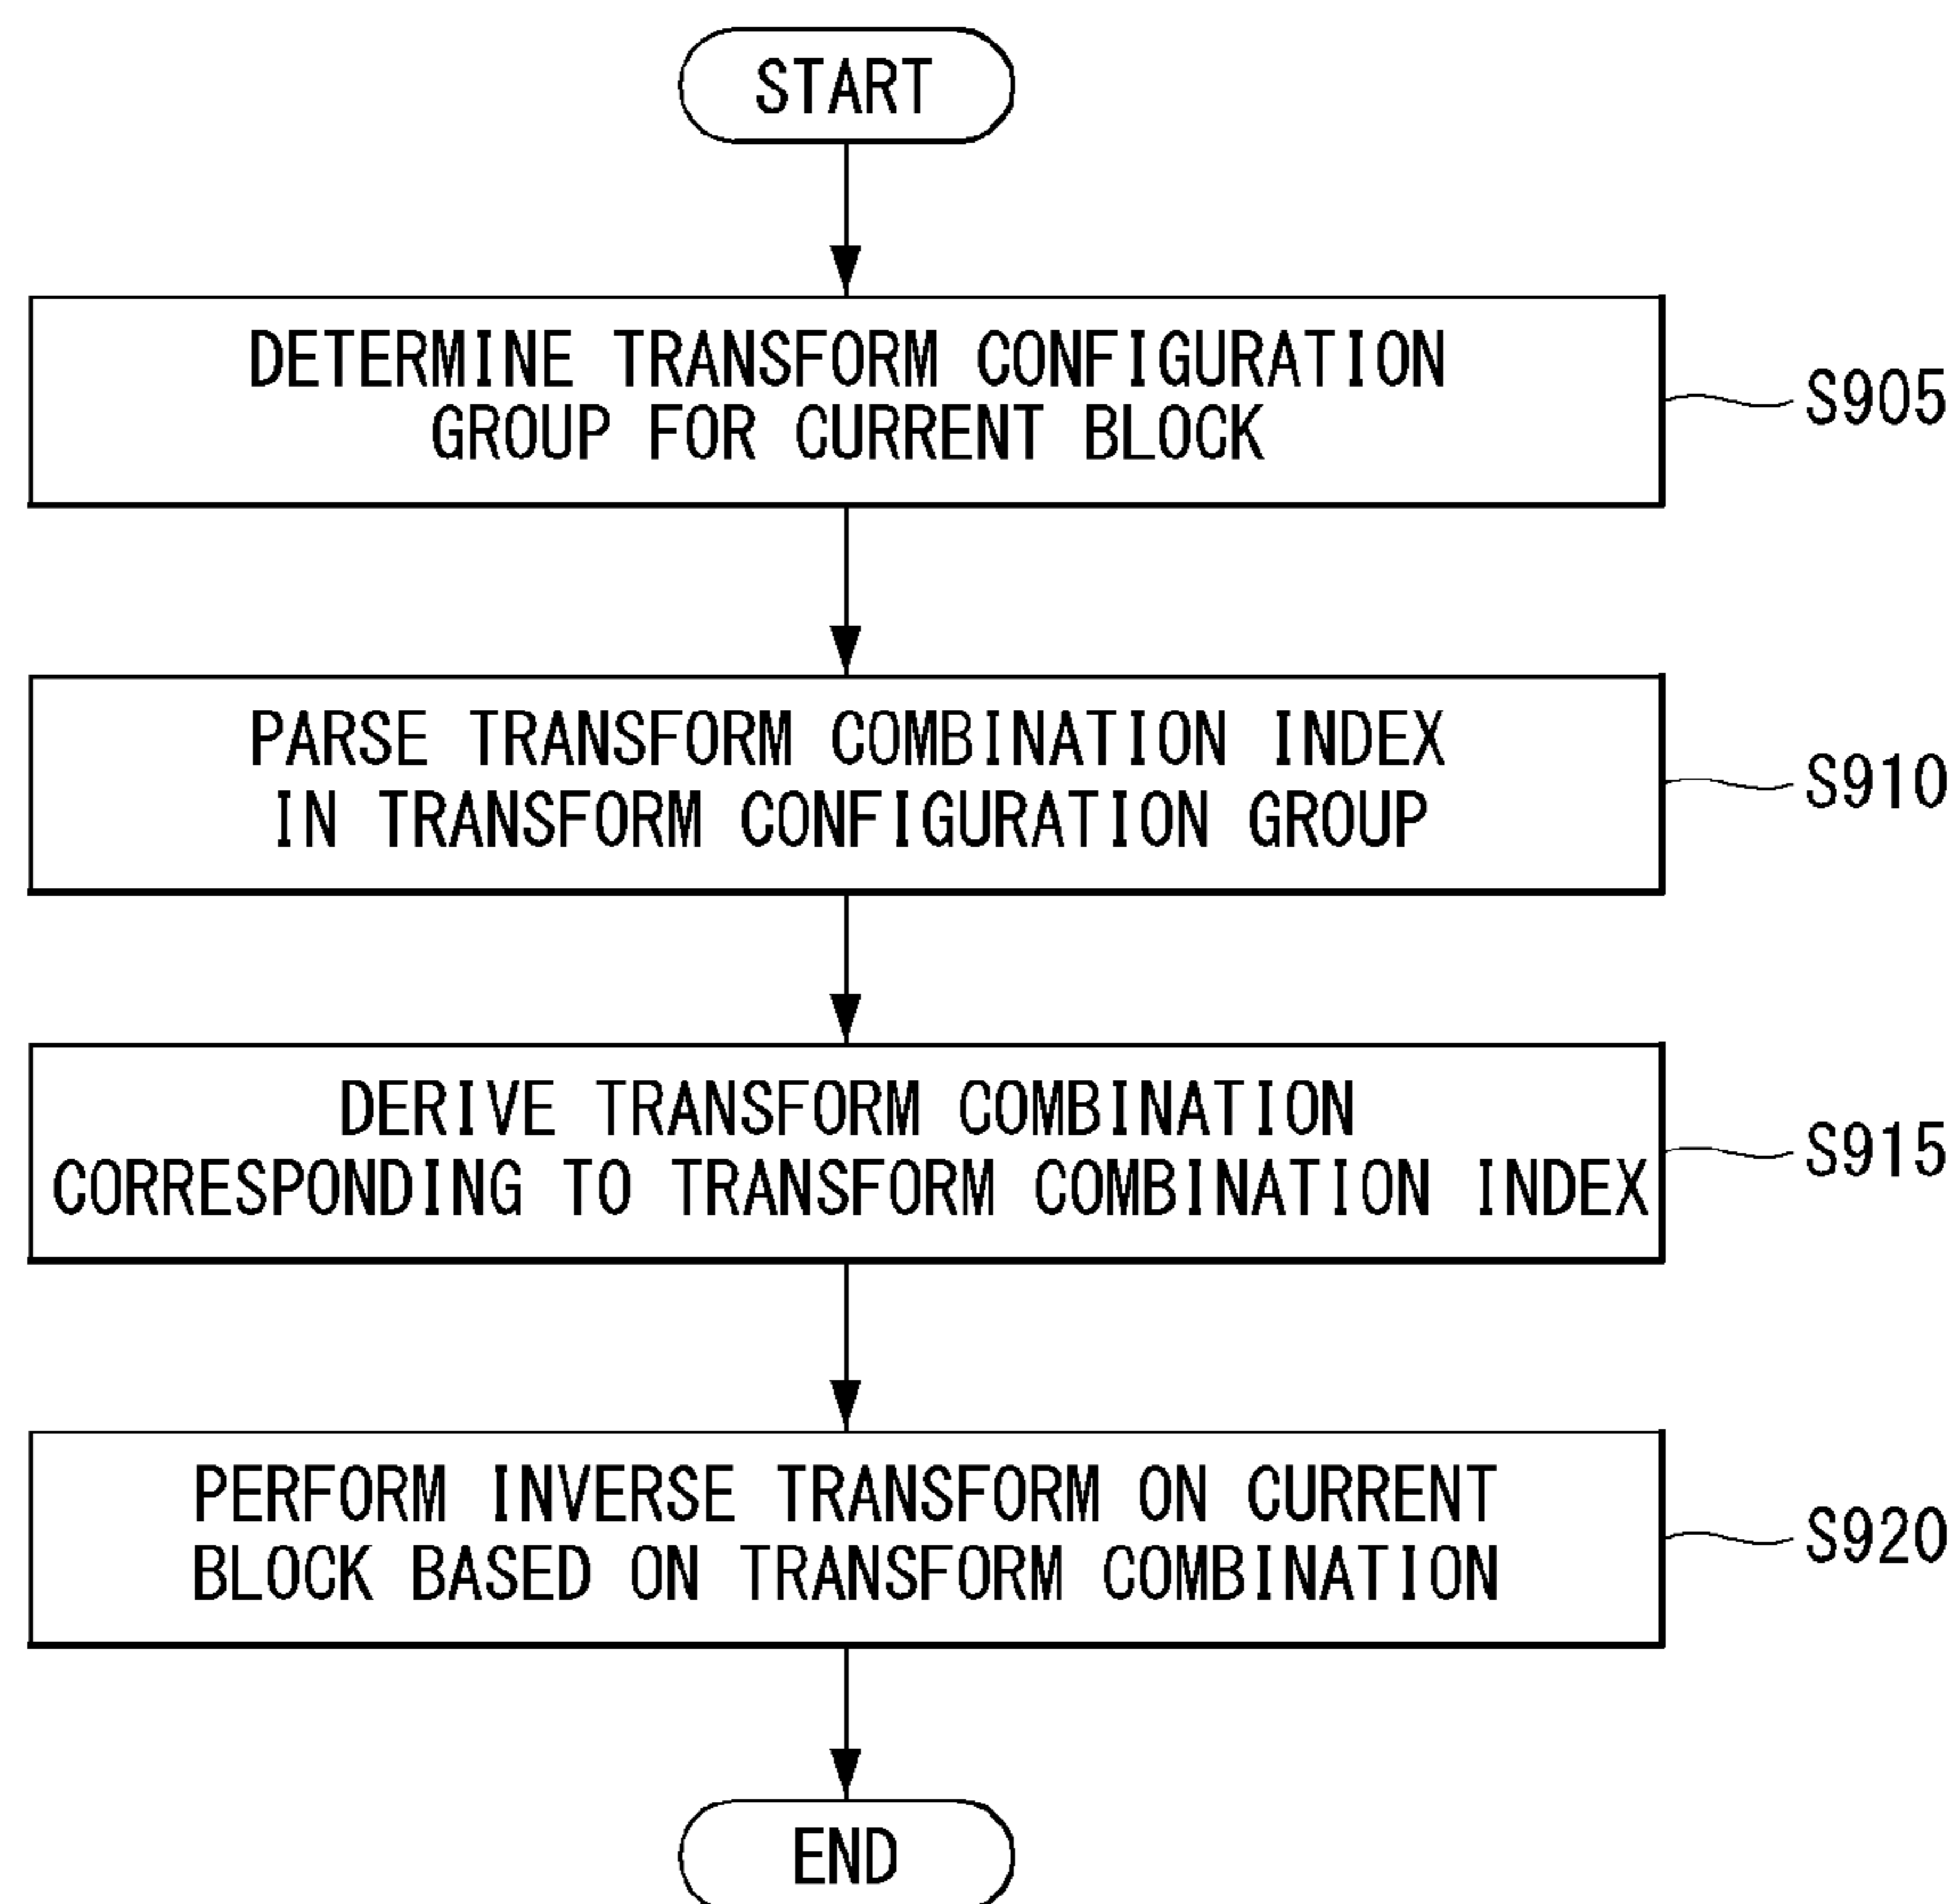 START
DETERMINE TRANSFORM CONFIGURATION
GROUP FOR CURRENT BLOCK
S905
PARSE TRANSFORM COMBINATION INDEX
IN TRANSFORM CONFIGURATION GROUP
S910
DERIVE TRANSFORM COMBINATION
CORRESPONDING TO TRANSFORM COMBINATION INDEX
S915
PERFORM INVERSE TRANSFORM ON CURRENT
BLOCK BASED ON TRANSFORM COMBINATION
S920
END